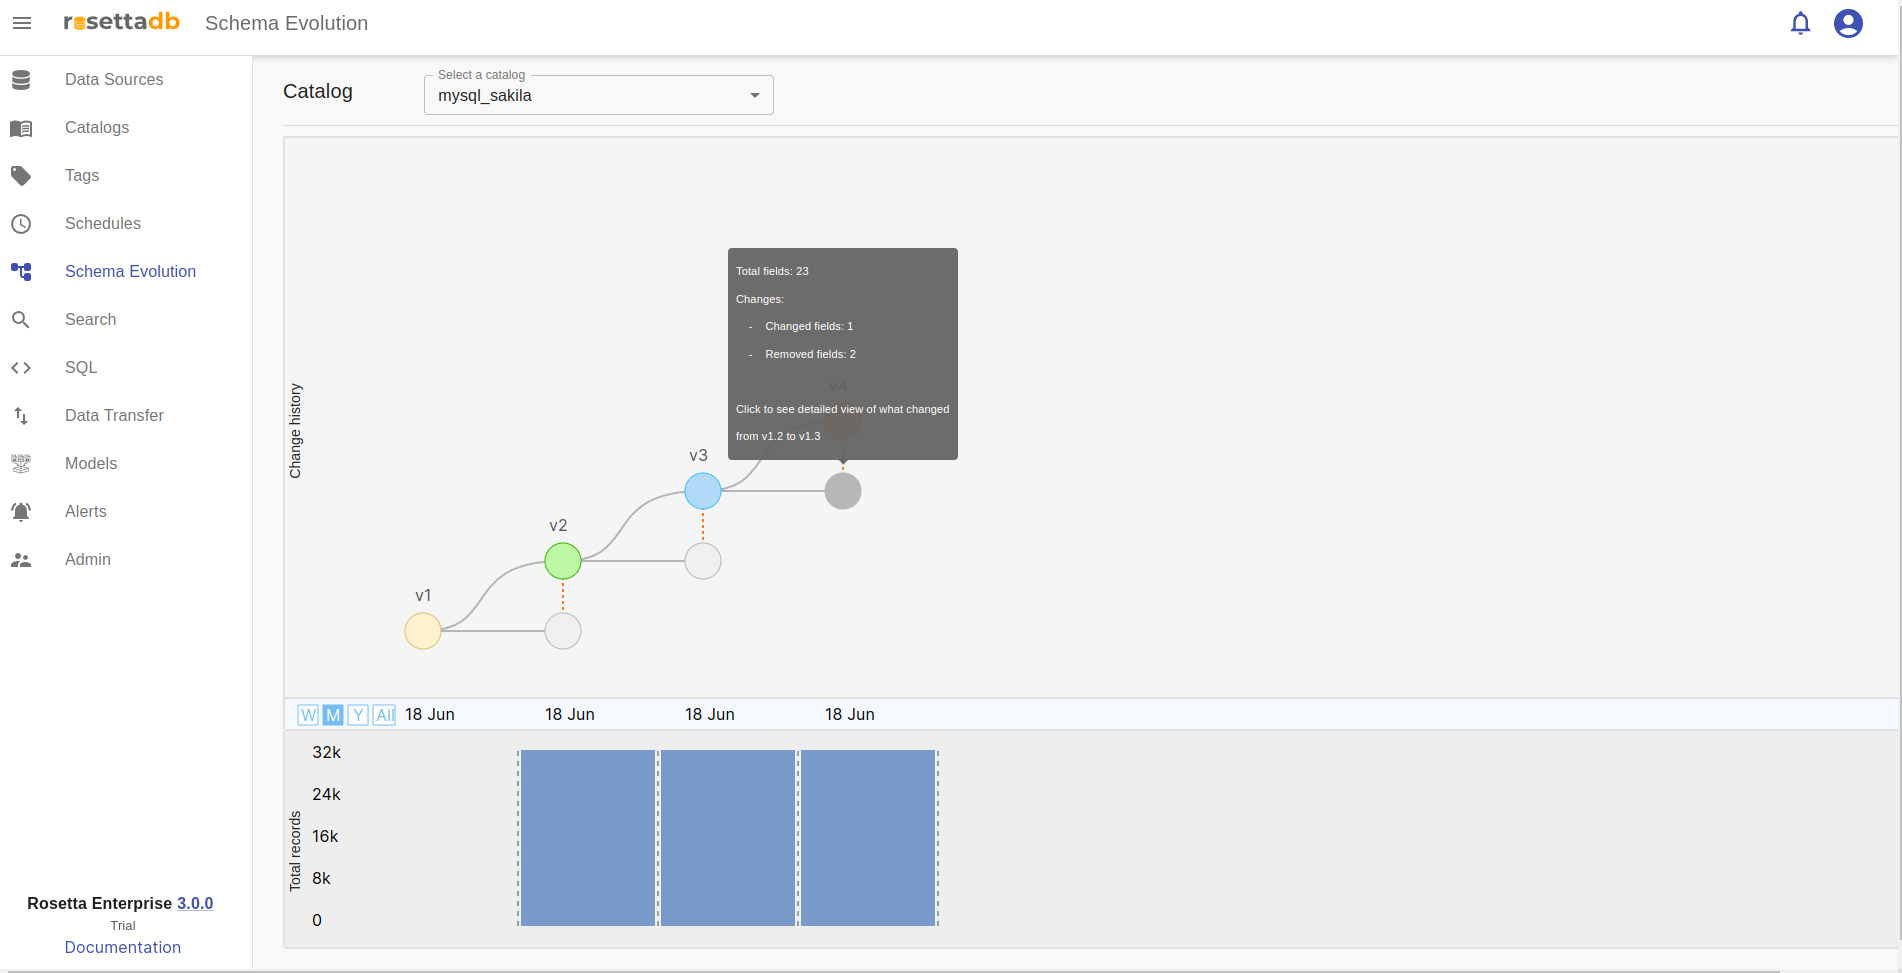 rosettadb
Schema Evolution
Data Sources
Catalogs
Tags
Schedules
Schema Evolution
Search
SQL
Data Transfer
Models
Alerts
Admin
Rosetta Enterprise 3.0.0
Trial
Documentation
Catalog
Select a catalog
mysql_sakila
Change history
Total fields: 23
Changes:
- Changed fields: 1
- Removed fields: 2
v4
Click to see detailed view of what changed
from v1.2 to v1.3
v3
v2
v1
W M Y All 18 Jun 18 Jun 18 Jun 18 Jun
Total records
32k
24k
16k
8k
0